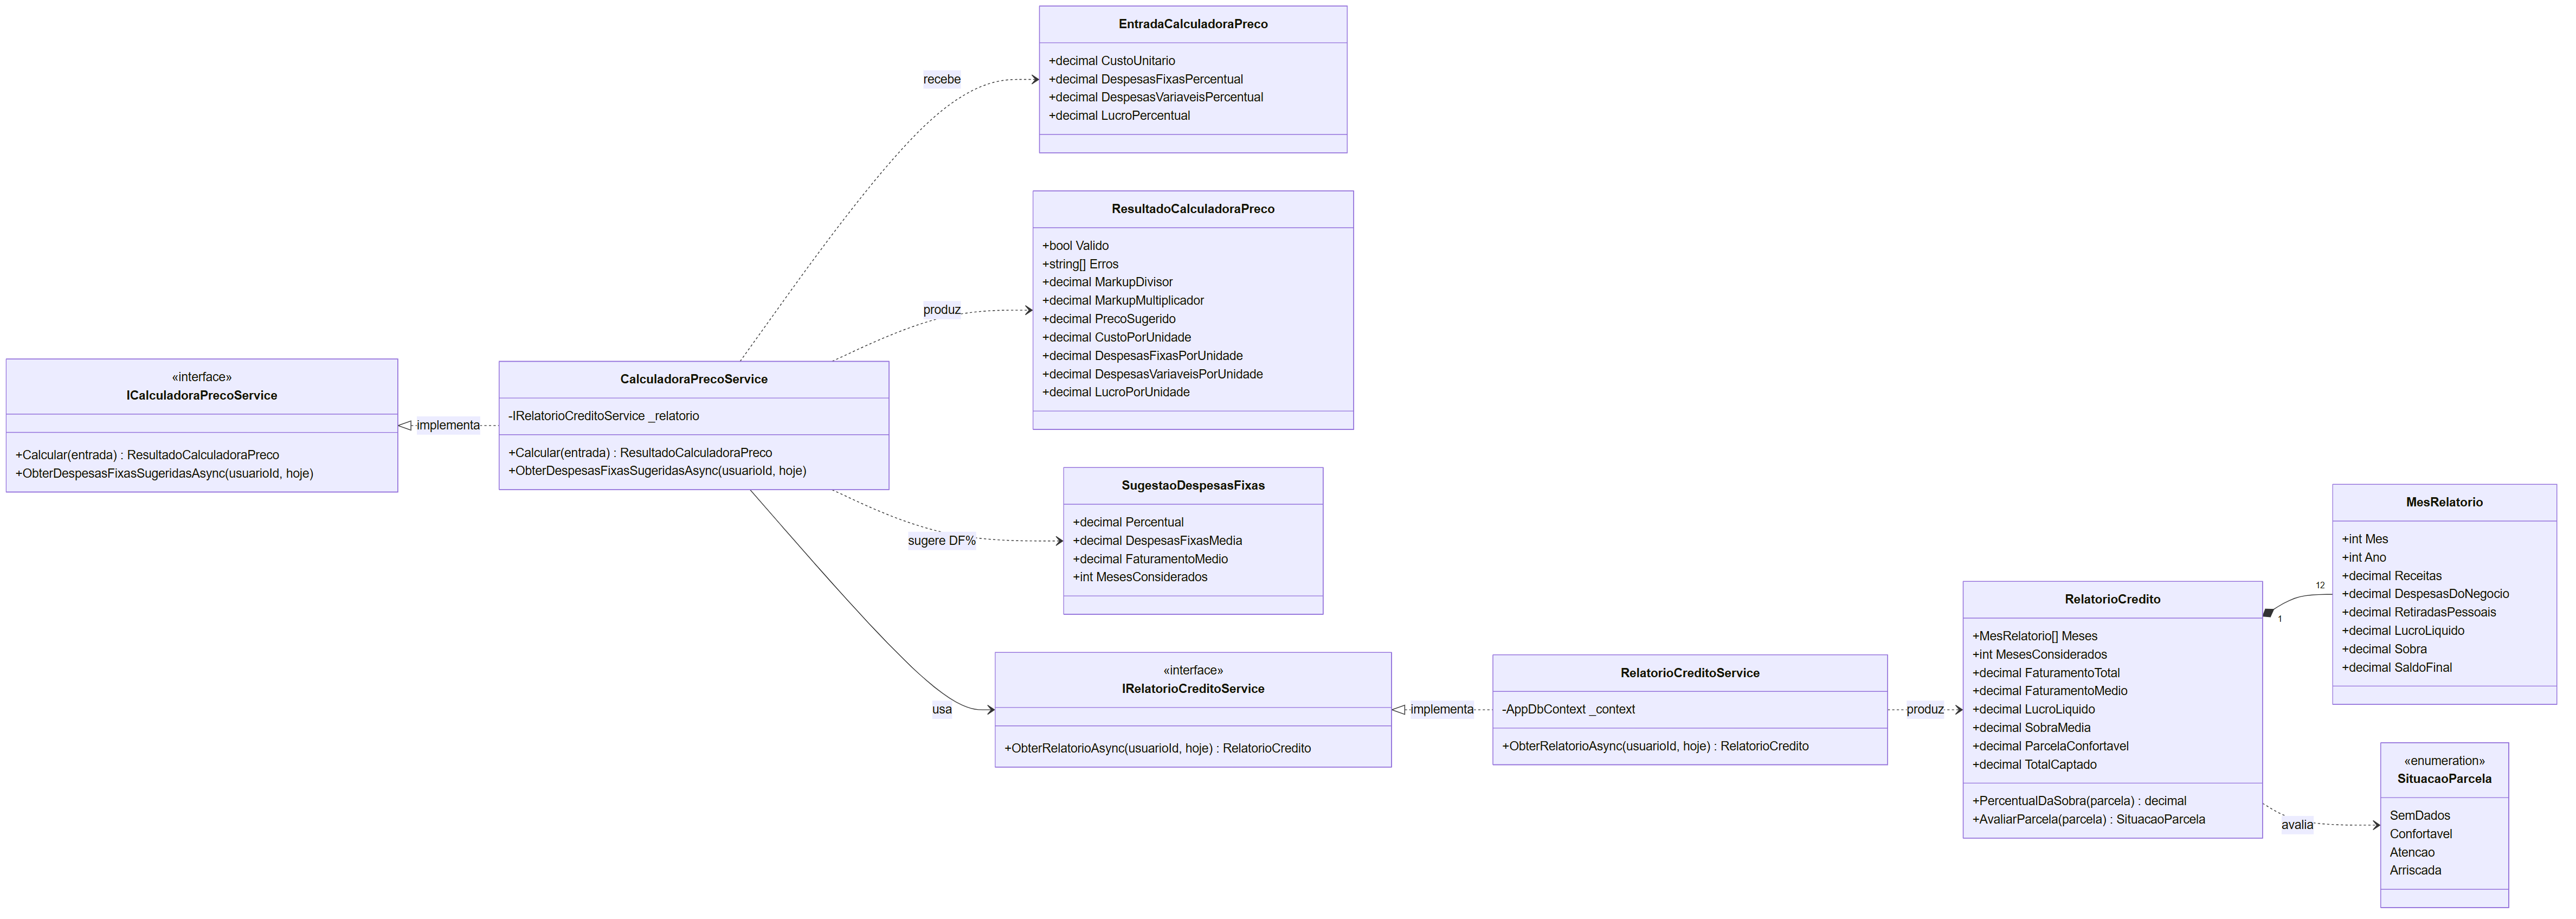 «interface»
ICalculadoraPrecoService
+Calcular(entrada) : ResultadoCalculadoraPreco
+ObterDespesasFixasSugeridasAsync(usuarioId, hoje)
implementa
CalculadoraPrecoService
-IRelatorioCreditoService _relatorio
+Calcular(entrada) : ResultadoCalculadoraPreco
+ObterDespesasFixasSugeridasAsync(usuarioId, hoje)
recebe
produz
sugere DF%
usa
EntradaCalculadoraPreco
+decimal CustoUnitario
+decimal DespesasFixasPercentual
+decimal DespesasVariaveisPercentual
+decimal LucroPercentual
ResultadoCalculadoraPreco
+bool Valido
+string[] Erros
+decimal MarkupDivisor
+decimal MarkupMultiplicador
+decimal PrecoSugerido
+decimal CustoPorUnidade
+decimal DespesasFixasPorUnidade
+decimal DespesasVariaveisPorUnidade
+decimal LucroPorUnidade
SugestaoDespesasFixas
+decimal Percentual
+decimal DespesasFixasMedia
+decimal FaturamentoMedio
+int MesesConsiderados
«interface»
IRelatorioCreditoService
+ObterRelatorioAsync(usuarioId, hoje) : RelatorioCredito
implementa
RelatorioCreditoService
-AppDbContext _context
+ObterRelatorioAsync(usuarioId, hoje) : RelatorioCredito
produz
RelatorioCredito
+MesRelatorio[] Meses
+int MesesConsiderados
+decimal FaturamentoTotal
+decimal FaturamentoMedio
+decimal LucroLiquido
+decimal SobraMedia
+decimal ParcelaConfortavel
+decimal TotalCaptado
+PercentualDaSobra(parcela) : decimal
+AvaliarParcela(parcela) : SituacaoParcela
1
12
avalia
MesRelatorio
+int Mes
+int Ano
+decimal Receitas
+decimal DespesasDoNegocio
+decimal RetiradasPessoais
+decimal LucroLiquido
+decimal Sobra
+decimal SaldoFinal
«enumeration»
SituacaoParcela
SemDados
Confortavel
Atencao
Arriscada